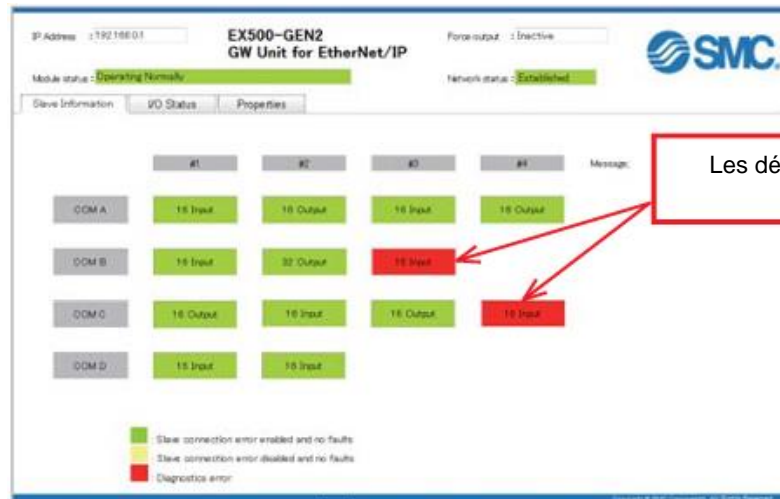 IP Address : 192.168.0.1
EX500-GEN2
GW Unit for EtherNet/IP
Force output : Inactive
SMC
Module status : Operating Normally
Network status : Established
Slave Information I/O Status Properties
#1 #2 #3 #4 Message:
Les dé
COM A 16 Input 16 Output 16 Input 16 Output
COM B 16 Input 32 Output 16 Input
COM C 16 Output 16 Input 16 Output 16 Input
COM D 16 Input 16 Input
Slave connection error enabled and no faults
Slave connection error disabled and no faults
Diagnostics error